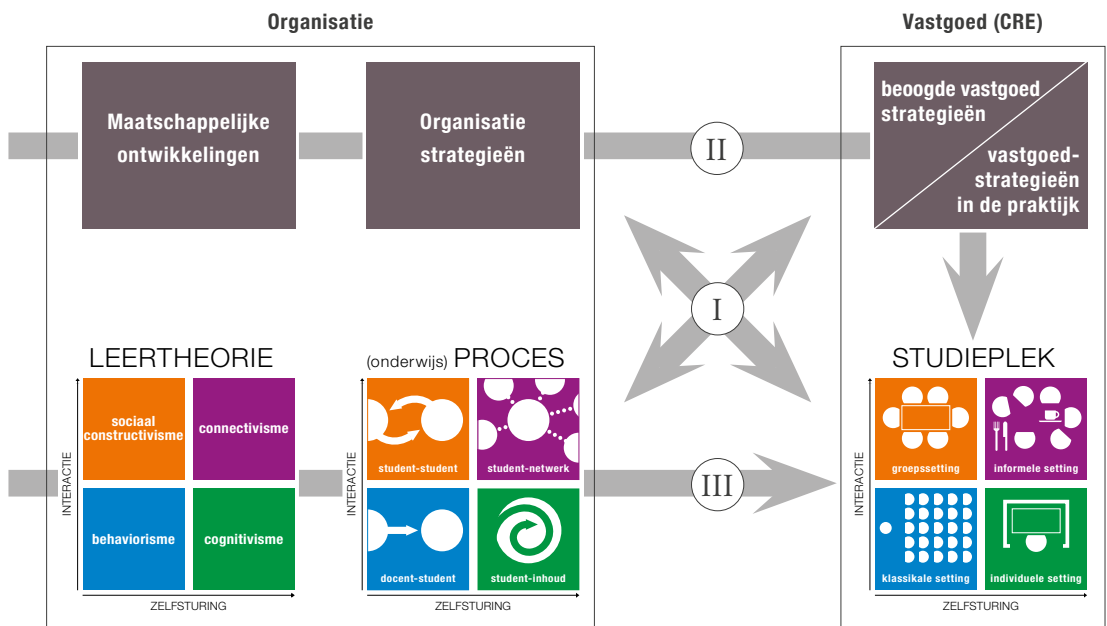 Organisatie
Vastgoed (CRE)
Maatschappelijke
ontwikkelingen
Organisatie
strategieën
II
beoogde vastgoed
strategieën
vastgoed-
strategieën
in de praktijk
I
LEERTHEORIE
(onderwijs) PROCES
STUDIEPLEK
INTERACTIE
sociaal
constructivisme
connectivisme
behaviorisme
cognitivisme
ZELFSTURING
INTERACTIE
student-student
student-netwerk
docent-student
student-inhoud
ZELFSTURING
III
INTERACTIE
groepssetting
informele setting
klassikale setting
individuele setting
ZELFSTURING